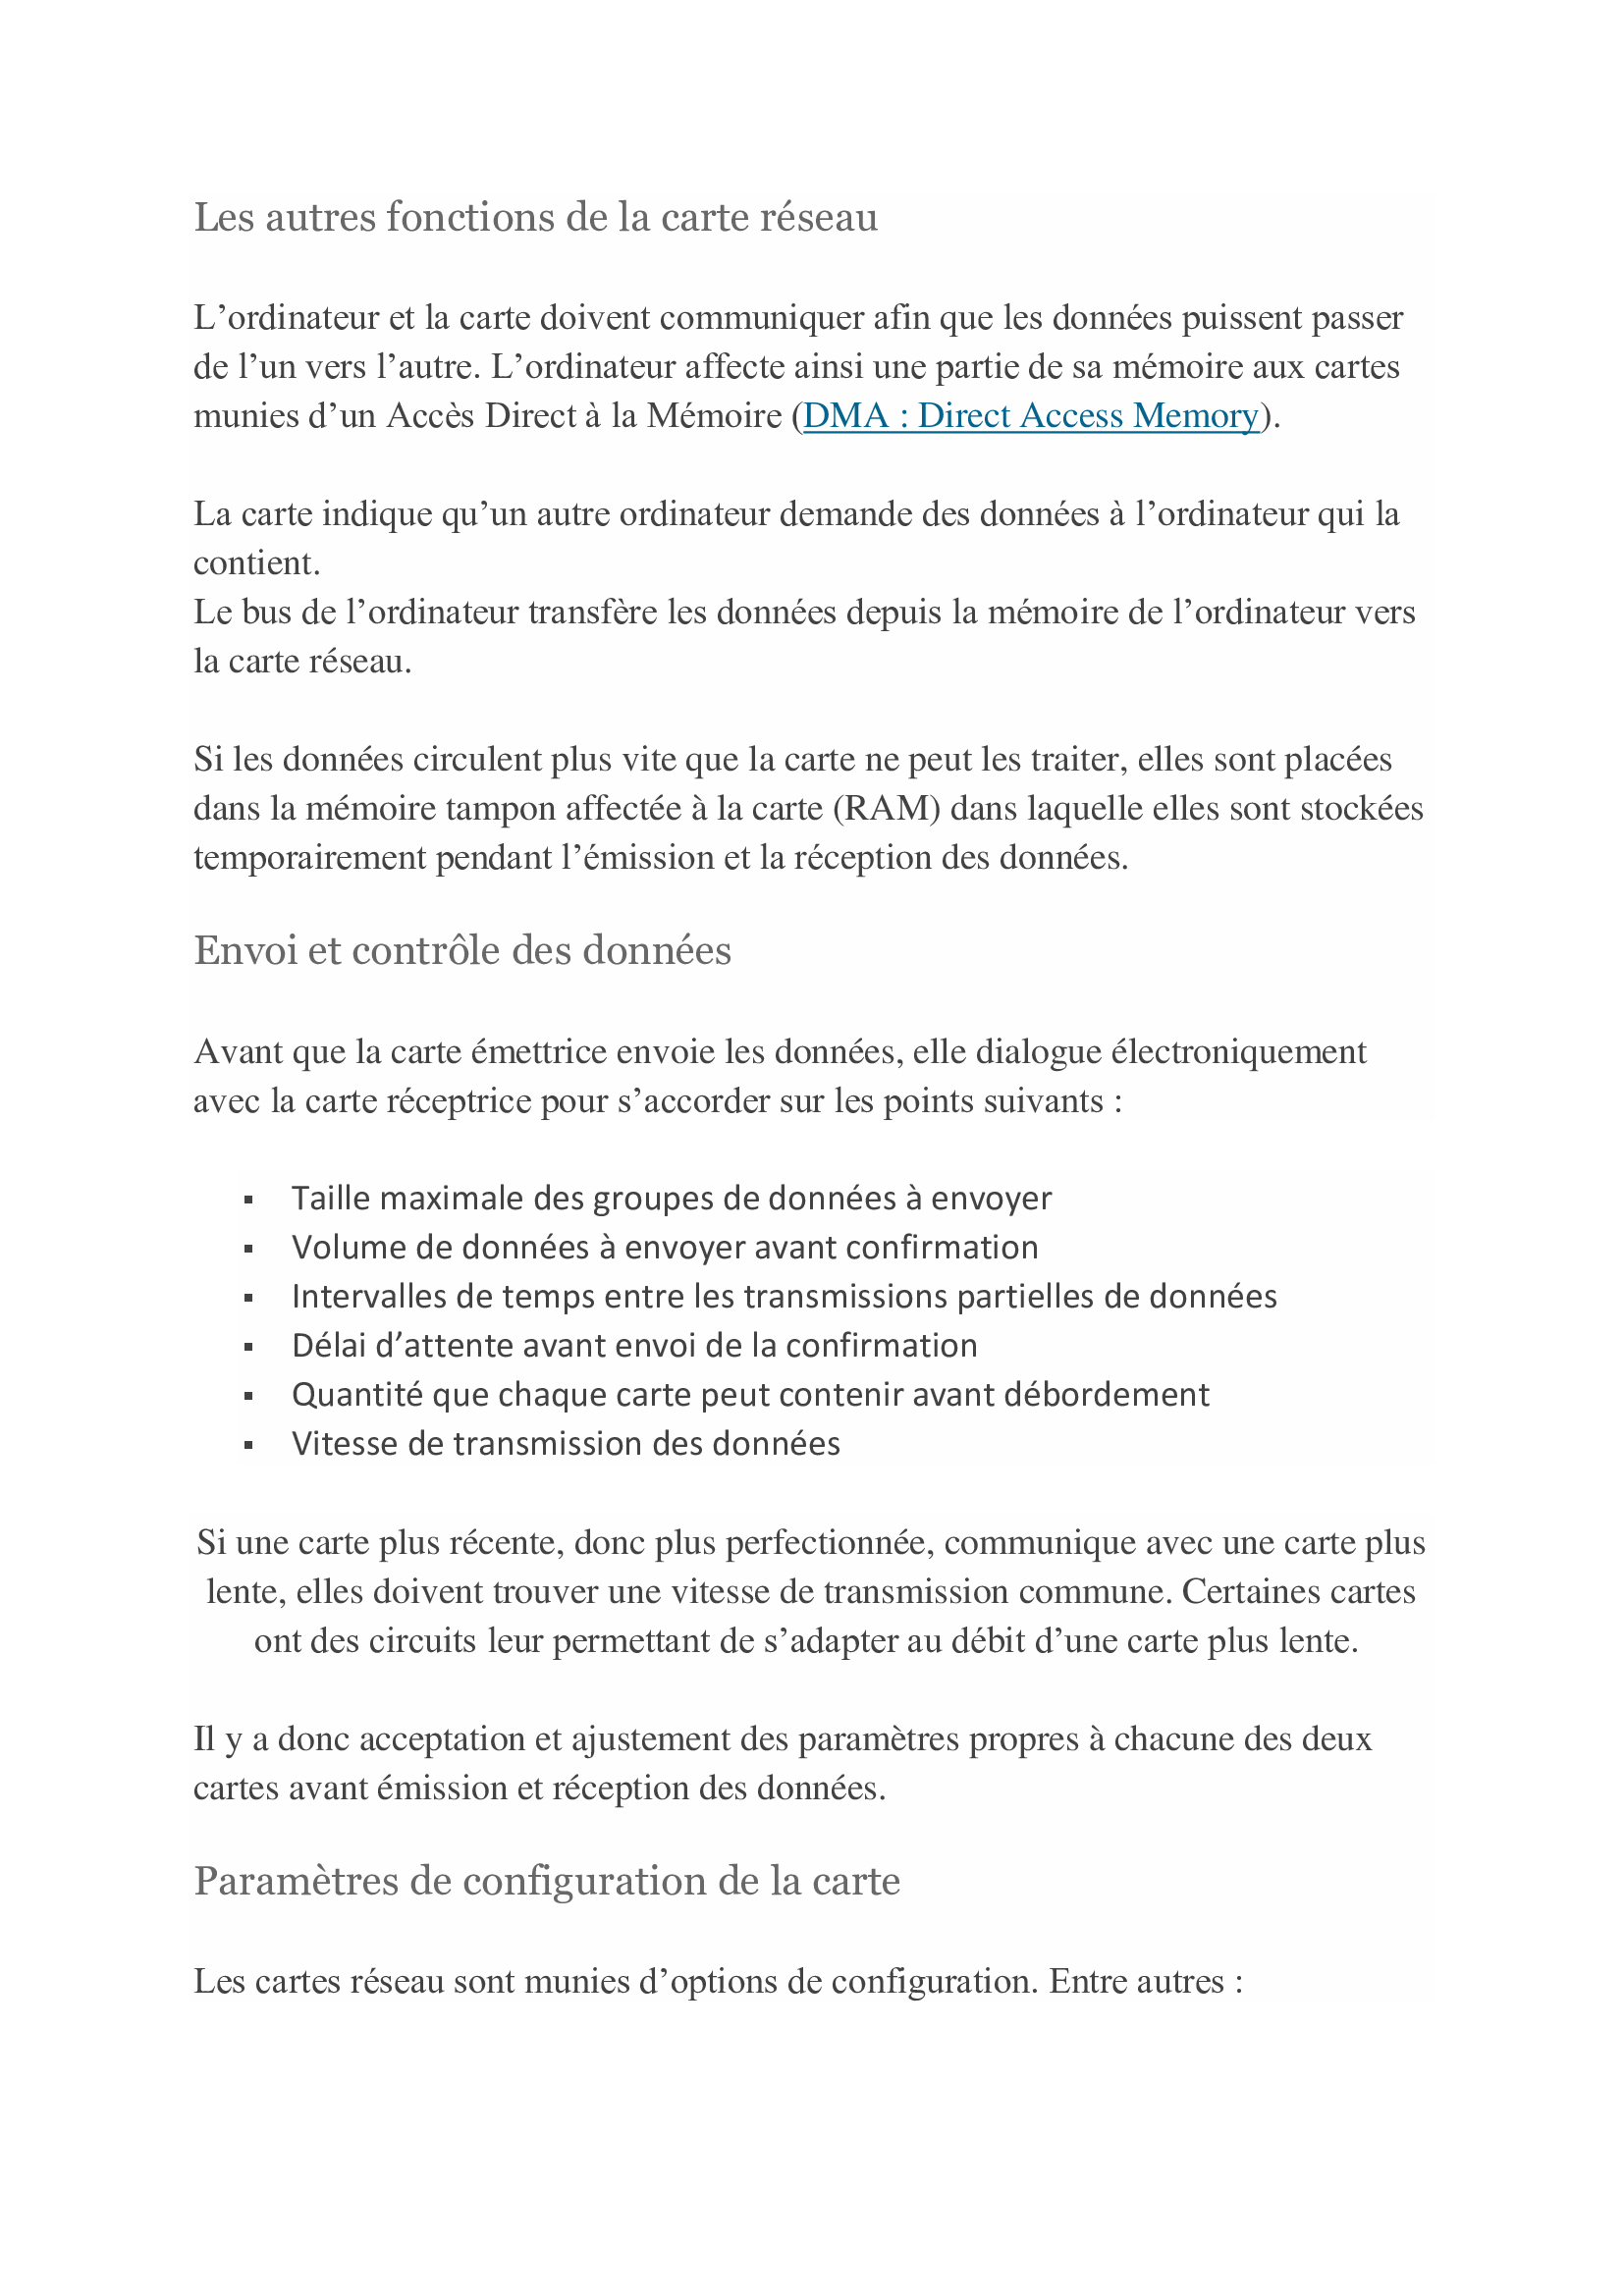 Les autres fonctions de la carte réseau
L’ordinateur et la carte doivent communiquer afin que les données puissent passer
de l’un vers l’autre. L’ordinateur affecte ainsi une partie de sa mémoire aux cartes
munies d’un Accès Direct à la Mémoire (DMA : Direct Access Memory).
La carte indique qu’un autre ordinateur demande des données à l’ordinateur qui la
contient.
Le bus de l’ordinateur transfère les données depuis la mémoire de l’ordinateur vers
la carte réseau.
Si les données circulent plus vite que la carte ne peut les traiter, elles sont placées
dans la mémoire tampon affectée à la carte (RAM) dans laquelle elles sont stockées
temporairement pendant l’émission et la réception des données.
Envoi et contrôle des données
Avant que la carte émettrice envoie les données, elle dialogue électroniquement
avec la carte réceptrice pour s’accorder sur les points suivants :
▪ Taille maximale des groupes de données à envoyer
▪ Volume de données à envoyer avant confirmation
▪ Intervalles de temps entre les transmissions partielles de données
▪ Délai d’attente avant envoi de la confirmation
▪ Quantité que chaque carte peut contenir avant débordement
▪ Vitesse de transmission des données
Si une carte plus récente, donc plus perfectionnée, communique avec une carte plus
lente, elles doivent trouver une vitesse de transmission commune. Certaines cartes
ont des circuits leur permettant de s’adapter au débit d’une carte plus lente.
Il y a donc acceptation et ajustement des paramètres propres à chacune des deux
cartes avant émission et réception des données.
Paramètres de configuration de la carte
Les cartes réseau sont munies d’options de configuration. Entre autres :